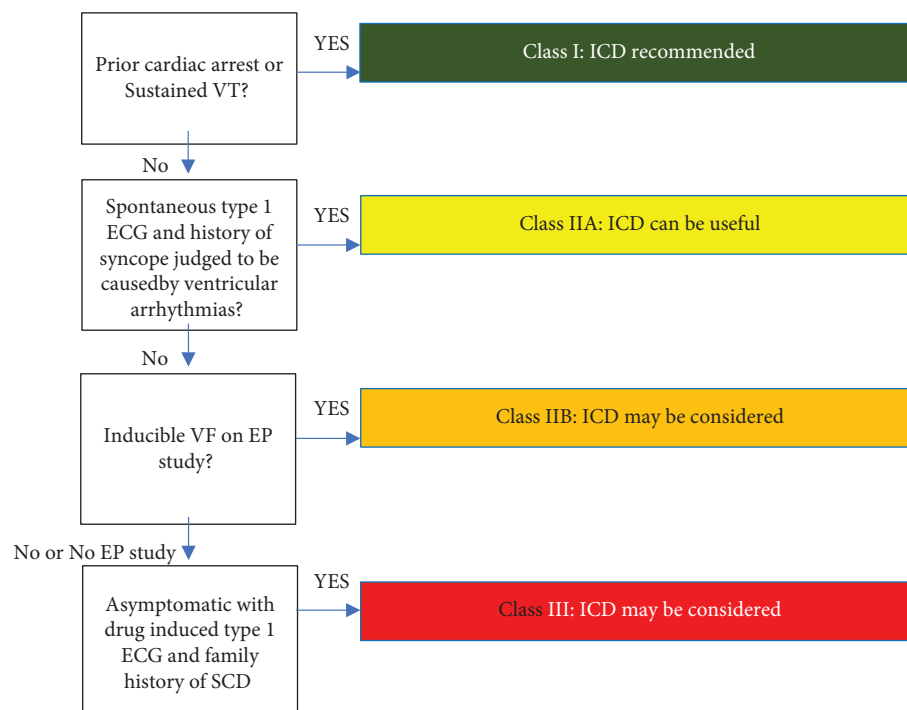 Prior cardiac arrest or
Sustained VT?
YES
Class I: ICD recommended
No
Spontaneous type 1
ECG and history of
syncope judged to be
causedby ventricular
arrhythmias?
YES
Class IIA: ICD can be useful
No
Inducible VF on EP
study?
YES
Class IIB: ICD may be considered
No or No EP study
Asymptomatic with
drug induced type 1
ECG and family
history of SCD
YES
Class III: ICD may be considered